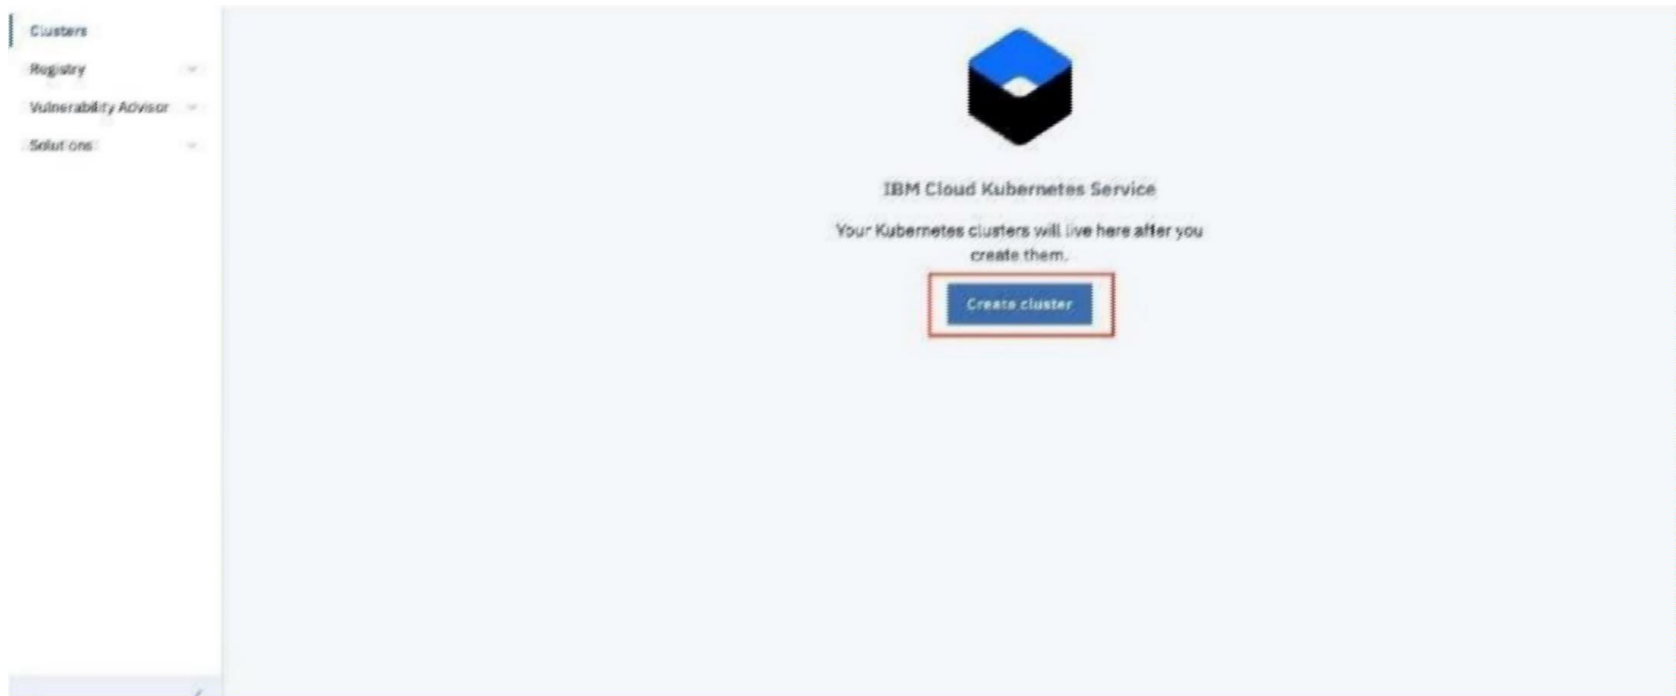 Clusters
Registry
Vulnerability Advisor
Solutions
IBM Cloud Kubernetes Service
Your Kubernetes clusters will live here after you
create them.
Create cluster